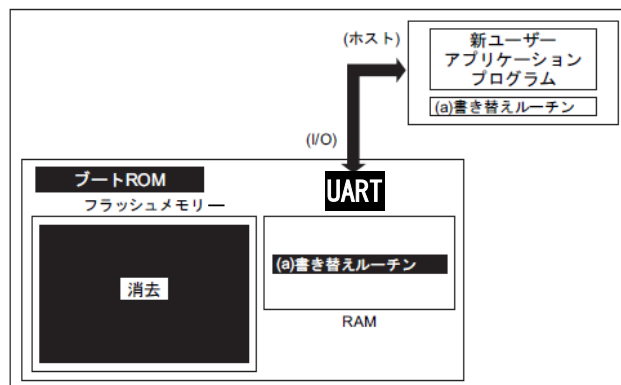 (ホスト)
新ユーザー
アプリケーション
プログラム
(a)書き替えルーチン
(I/O)
ブートROM
UART
フラッシュメモリー
消去
(a)書き替えルーチン
RAM